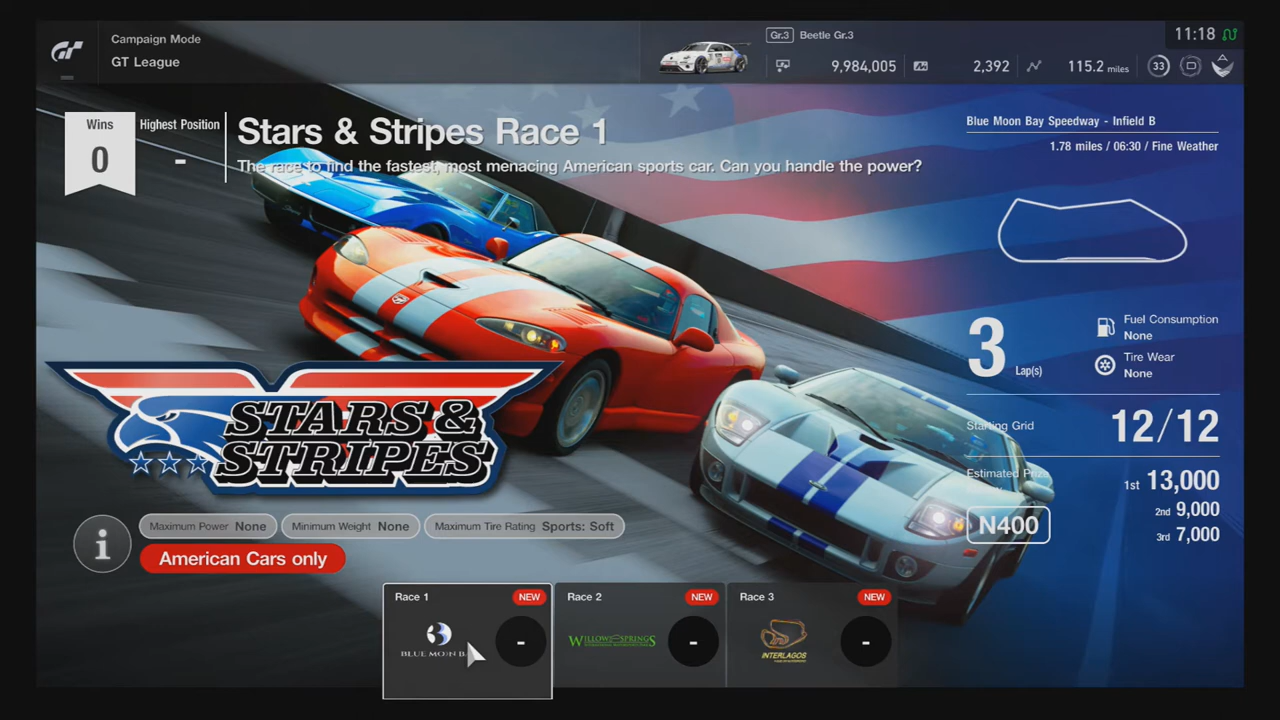 Campaign Mode
GT League
Gr.3 Beetle Gr.3
9,984,005
2,392
115.2 miles
33
11:18
Wins
0
Highest Position
-
Stars & Stripes Race 1
The race to find the fastest, most menacing American sports car. Can you handle the power?
Blue Moon Bay Speedway - Infield B
1.78 miles / 06:30 / Fine Weather
3 Lap(s)
Fuel Consumption
None
Tire Wear
None
Starting Grid 12/12
Estimated Prize
N400
1st 13,000
2nd 9,000
3rd 7,000
STARS &
STRIPES
Maximum Power None
Minimum Weight None
Maximum Tire Rating Sports: Soft
i
American Cars only
Race 1 NEW
BLUE MOON B
-
Race 2 NEW
WILLOW SPRINGS
-
Race 3 NEW
INTERLAGOS
-